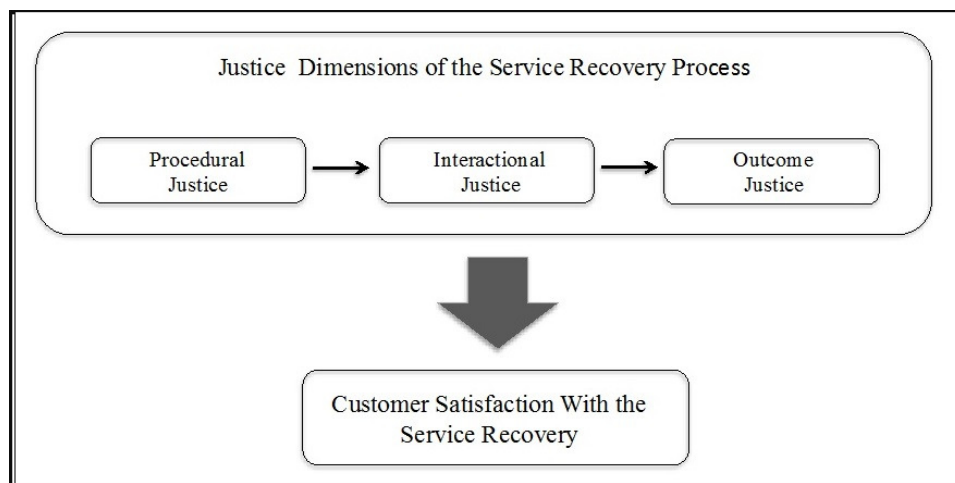 Justice Dimensions of the Service Recovery Process
Procedural
Justice
Interactional
Justice
Outcome
Justice
Customer Satisfaction With the
Service Recovery